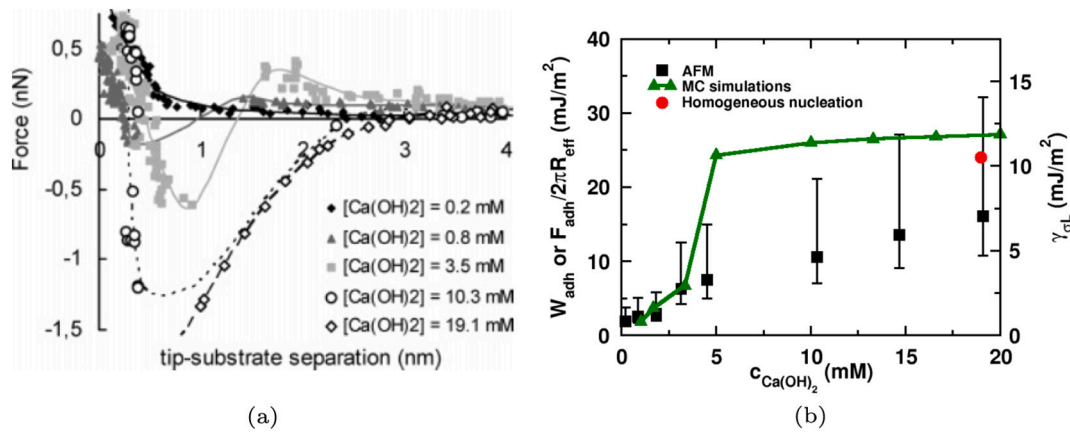 0,5
0
-0,5
-1
-1,5
Force (nN)
0 1 2 3 4
[Ca(OH)2] = 0.2 mM
[Ca(OH)2] = 0.8 mM
[Ca(OH)2] = 3.5 mM
[Ca(OH)2] = 10.3 mM
[Ca(OH)2] = 19.1 mM
tip-substrate separation (nm)
(a)
40
30
20
10
0
W_adh or F_adh/2πR_eff (mJ/m²)
AFM
MC simulations
Homogeneous nucleation
15
10
5
0
γ_σL (mJ/m²)
0 5 10 15 20
c_Ca(OH)₂ (mM)
(b)